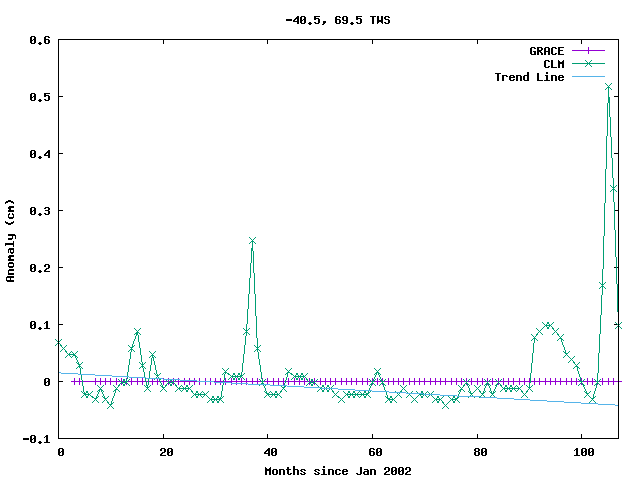 -40.5, 69.5 TWS
GRACE
CLM
Trend Line
0.6
0.5
0.4
0.3
0.2
0.1
0
-0.1
Anomaly (cm)
0 20 40 60 80 100
Months since Jan 2002